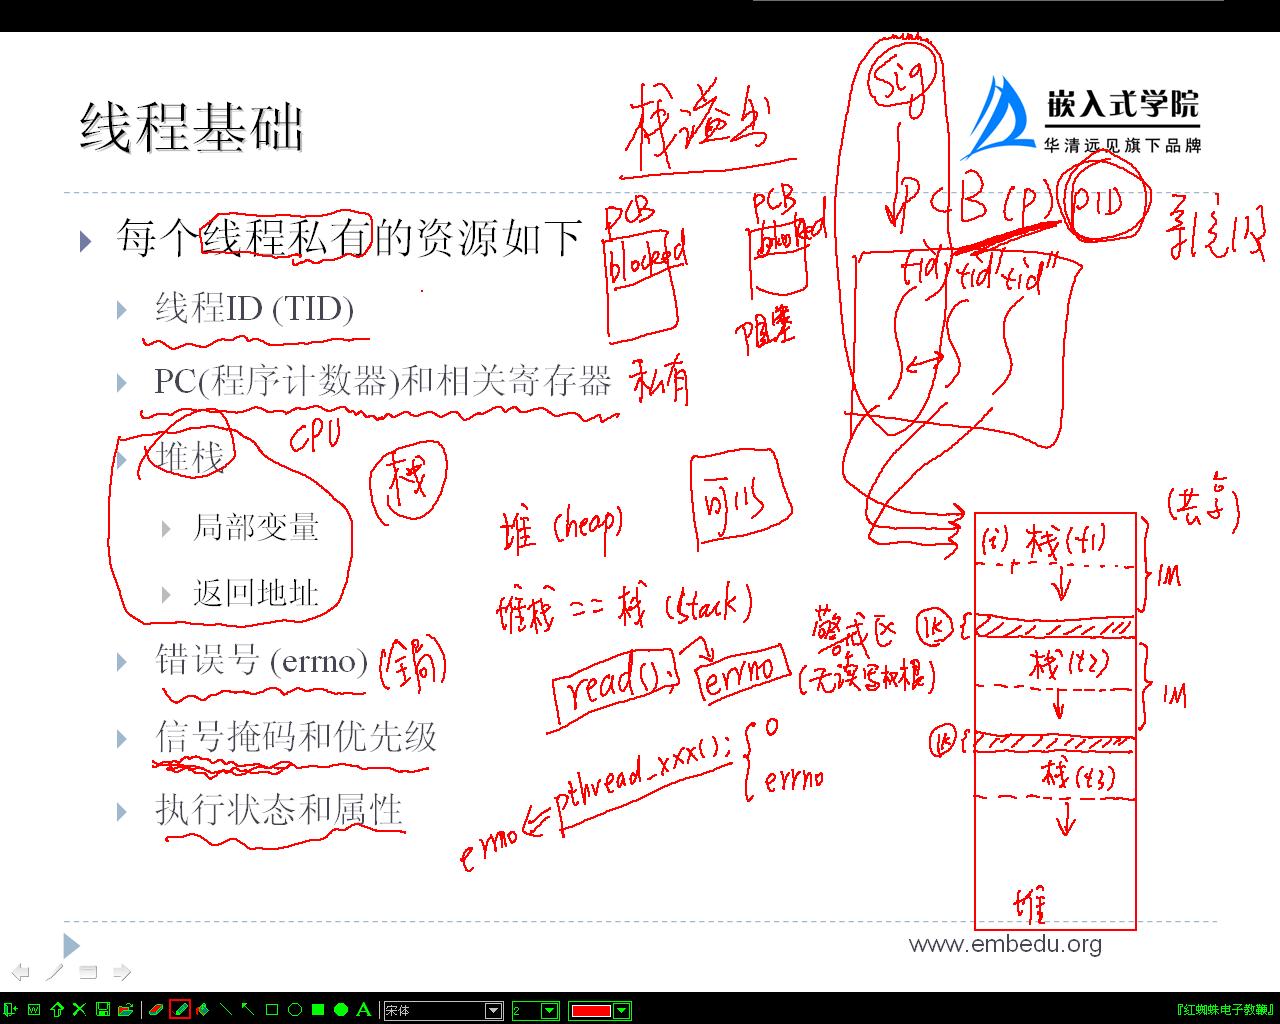 线程基础
嵌入式学院
华清远见旗下品牌
栈溢出
Sig
PCB (P) PID
每个线程私有的资源如下
PCB
blocked
PCB
blocked
阻塞
tid tid' tid''
线程ID (TID)
PC(程序计数器)和相关寄存器
私有
CPU
堆栈
栈
局部变量
返回地址
堆 (heap)
堆栈 == 栈 (stack)
(共享)
(i) 栈(t1)
1M
警戒区 1K
(无读写权限)
栈(t2)
1M
1K
栈(t3)
堆
错误号 (errno) (全局)
read();
errno
信号掩码和优先级
pthread_xxx();
0
errno
errno
执行状态和属性
www.embedu.org
宋体
2
『红蜘蛛电子教鞭』